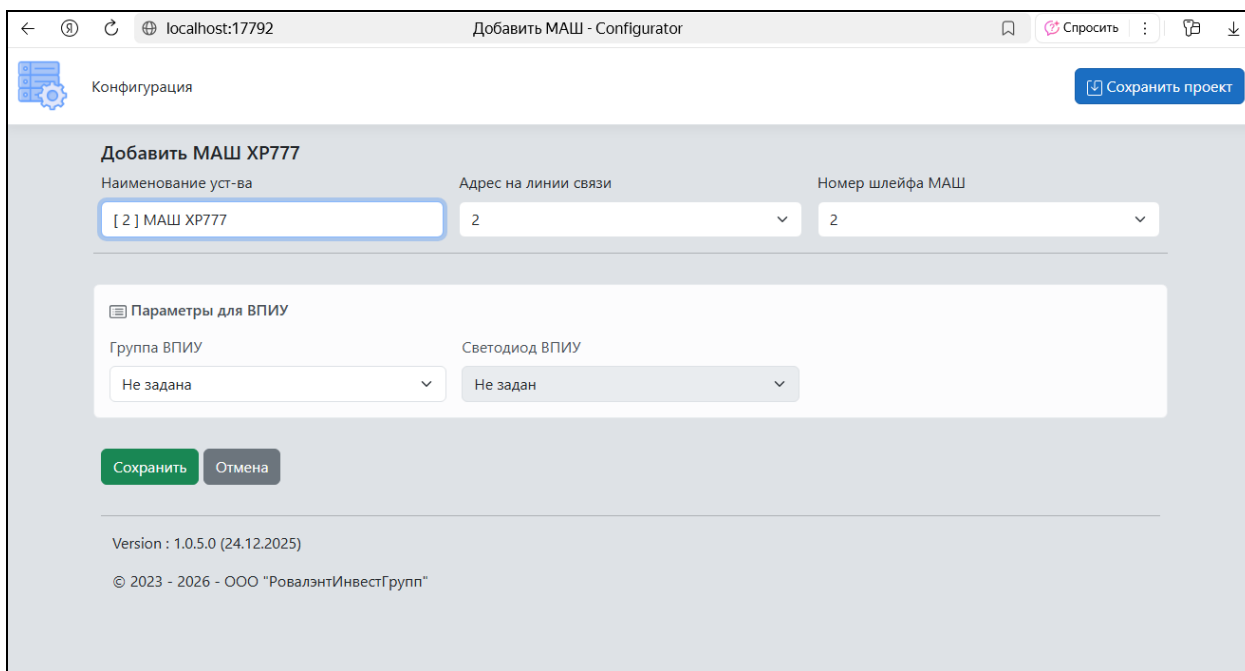 localhost:17792 Добавить МАШ - Configurator Спросить
Конфигурация Сохранить проект
Добавить МАШ ХР777
Наименование уст-ва Адрес на линии связи Номер шлейфа МАШ
[ 2 ] МАШ ХР777 2 2
Параметры для ВПИУ
Группа ВПИУ Светодиод ВПИУ
Не задана Не задан
Сохранить Отмена
Version : 1.0.5.0 (24.12.2025)
© 2023 - 2026 - ООО "РовалэнтИнвестГрупп"